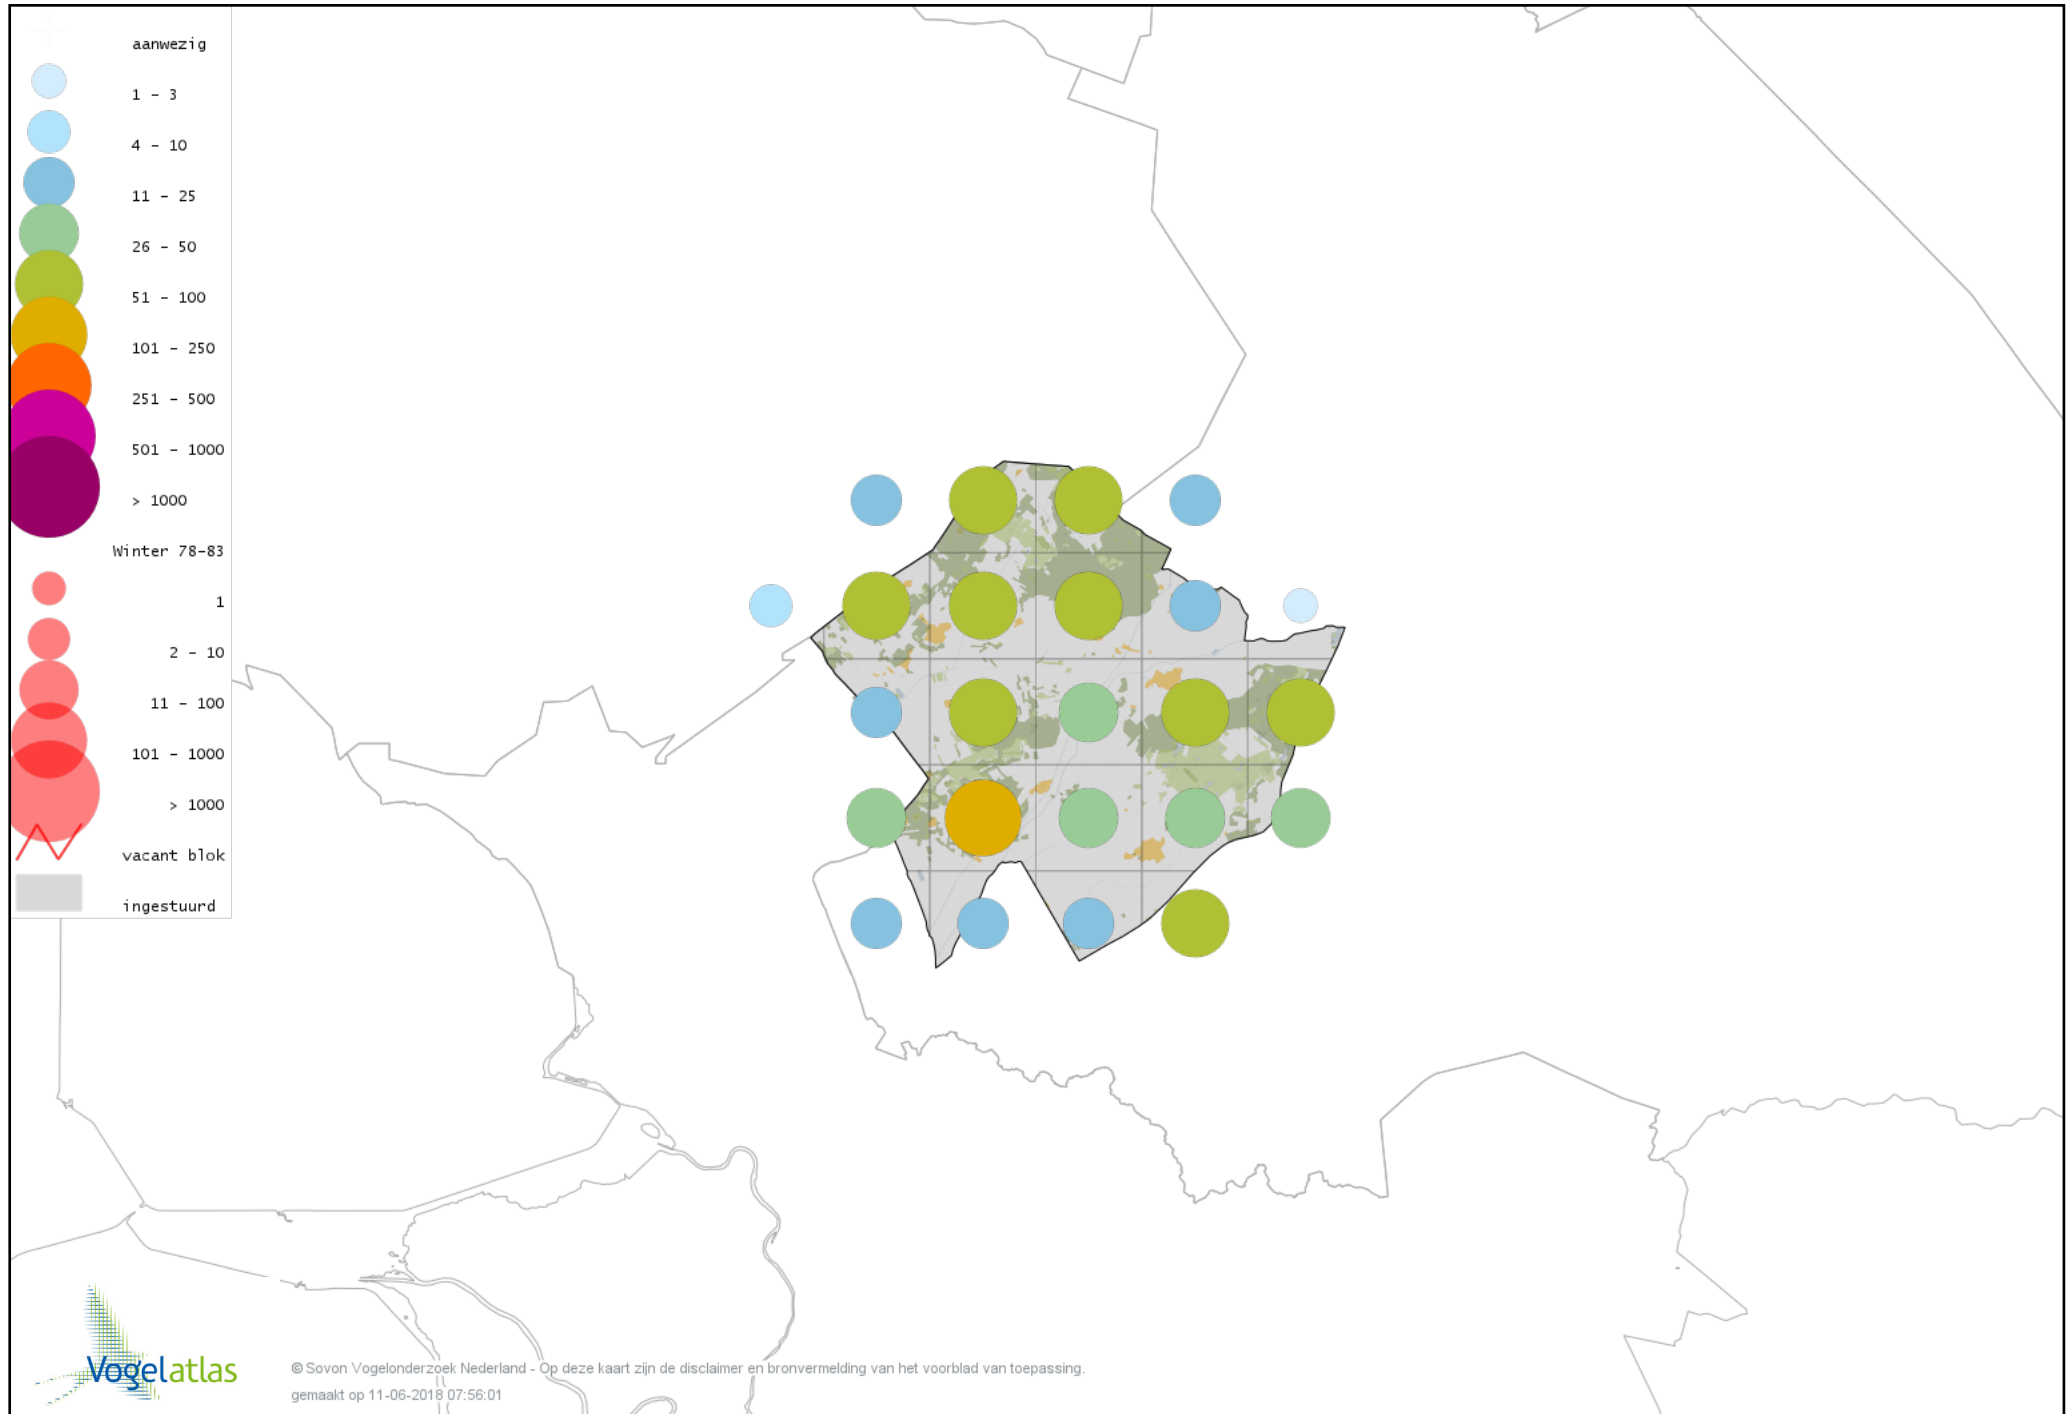 aanwezig
1 - 3
4 - 10
11 - 25
26 - 50
51 - 100
101 - 250
251 - 500
501 - 1000
> 1000
Winter 78-83
1
2 - 10
11 - 100
101 - 1000
> 1000
vacant blok
ingestuurd
Vogelatlas
© Sovon Vogelonderzoek Nederland - Op deze kaart zijn de disclaimer en bronvermelding van het voorblad van toepassing.
gemaakt op 11-06-2018 07:56:01